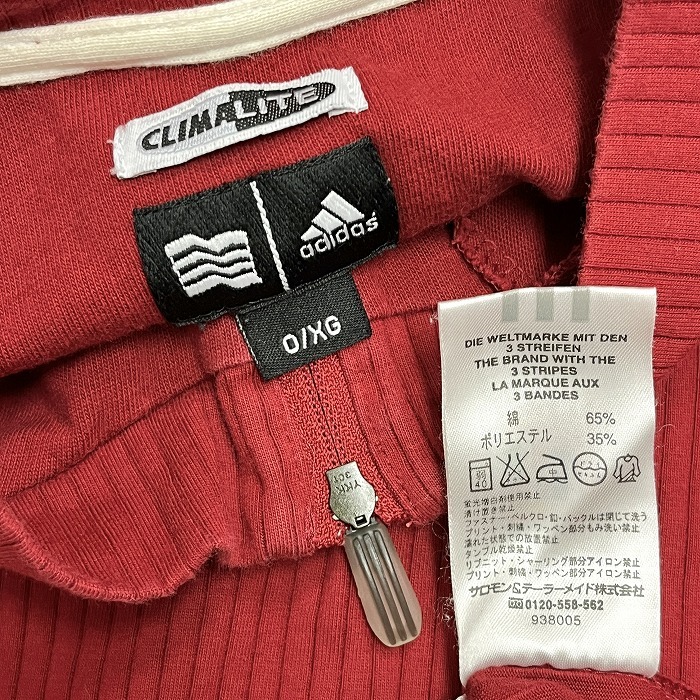 CLIMALITE
adidas
O/XG
YKK
DIE WELTMARKE MIT DEN
3 STREIFEN
THE BRAND WITH THE
3 STRIPES
LA MARQUE AUX
3 BANDES
綿 65%
ポリエステル 35%
弱
40
蛍光増白剤使用禁止
漬け置き禁止
ファスナー・ベルクロ・釦・バックルは閉じて洗う
プリント・刺繍・ワッペン部分もみ洗い禁止
濡れた状態での放置禁止
タンブル乾燥禁止
リブニット・シャーリング部分アイロン禁止
プリント・刺繍・ワッペン部分アイロン禁止
サロモン&テーラーメイド株式会社
0120-558-562
938005